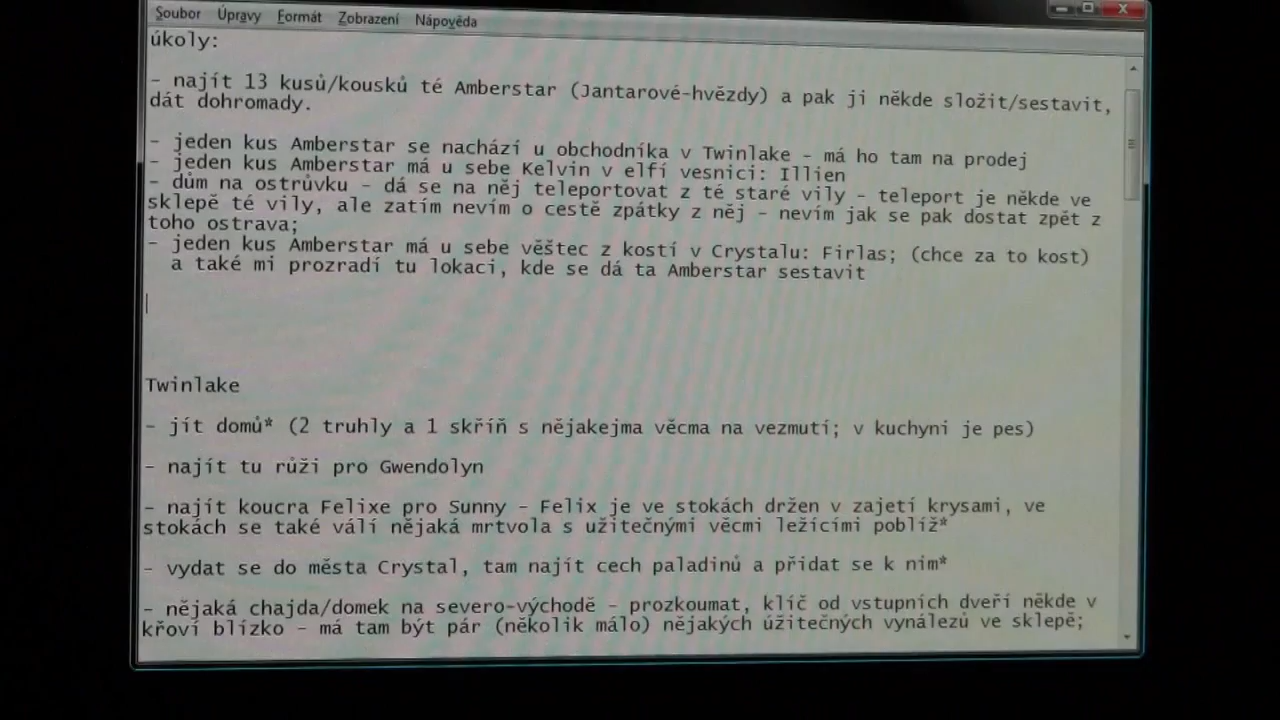 Soubor Úpravy Formát Zobrazení Nápověda
úkoly:
- najít 13 kusů/kousků té Amberstar (Jantarové-hvězdy) a pak ji někde složit/sestavit,
dát dohromady.
- jeden kus Amberstar se nachází u obchodníka v Twinlake - má ho tam na prodej
- jeden kus Amberstar má u sebe Kelvin v elfí vesnici: Illien
- dům na ostrůvku - dá se na něj teleportovat z té staré vily - teleport je někde ve
sklepě té vily, ale zatím nevím o cestě zpátky z něj - nevím jak se pak dostat zpět z
toho ostrava;
- jeden kus Amberstar má u sebe věštec z kostí v Crystalu: Firlas; (chce za to kost)
a také mi prozradí tu lokaci, kde se dá ta Amberstar sestavit
Twinlake
- jít domů* (2 truhly a 1 skříň s nějakejma věcma na vezmutí; v kuchyni je pes)
- najít tu růži pro Gwendolyn
- najít koucra Felixe pro Sunny - Felix je ve stokách držen v zajetí krysami, ve
stokách se také válí nějaká mrtvola s užitečnými věcmi ležícími poblíž*
- vydat se do města Crystal, tam najít cech paladinů a přidat se k nim*
- nějaká chajda/domek na severo-východě - prozkoumat, klíč od vstupních dveří někde v
křoví blízko - má tam být pár (několik málo) nějakých úžitečných vynálezů ve sklepě;